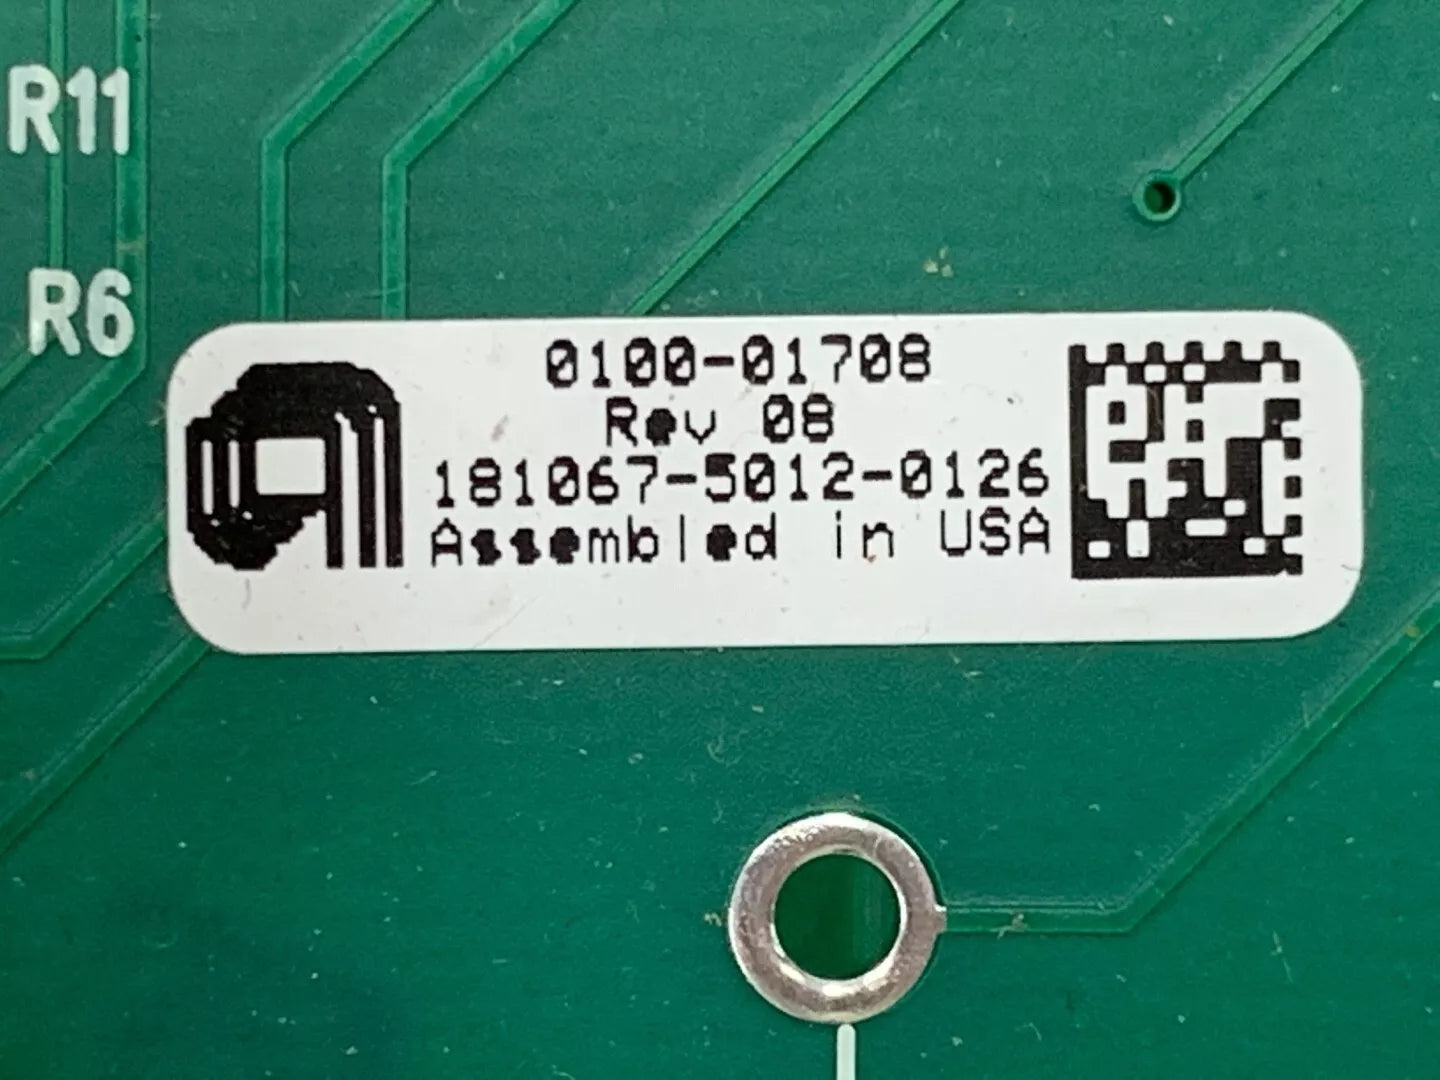 R11
R6
0100-01708
Rev 08
181067-5012-0126
Assembled in USA